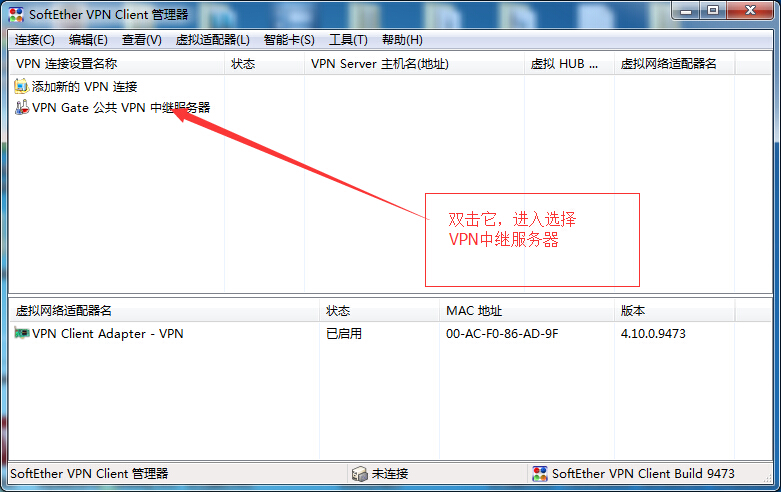 SoftEther VPN Client 管理器
连接(C) 编辑(E) 查看(V) 虚拟适配器(L) 智能卡(S) 工具(T) 帮助(H)
VPN 连接设置名称 状态 VPN Server 主机名(地址) 虚拟 HUB ... 虚拟网络适配器名
添加新的 VPN 连接
VPN Gate 公共 VPN 中继服务器
双击它，进入选择
VPN中继服务器
虚拟网络适配器名 状态 MAC 地址 版本
VPN Client Adapter - VPN 已启用 00-AC-F0-86-AD-9F 4.10.0.9473
SoftEther VPN Client 管理器 未连接 SoftEther VPN Client Build 9473